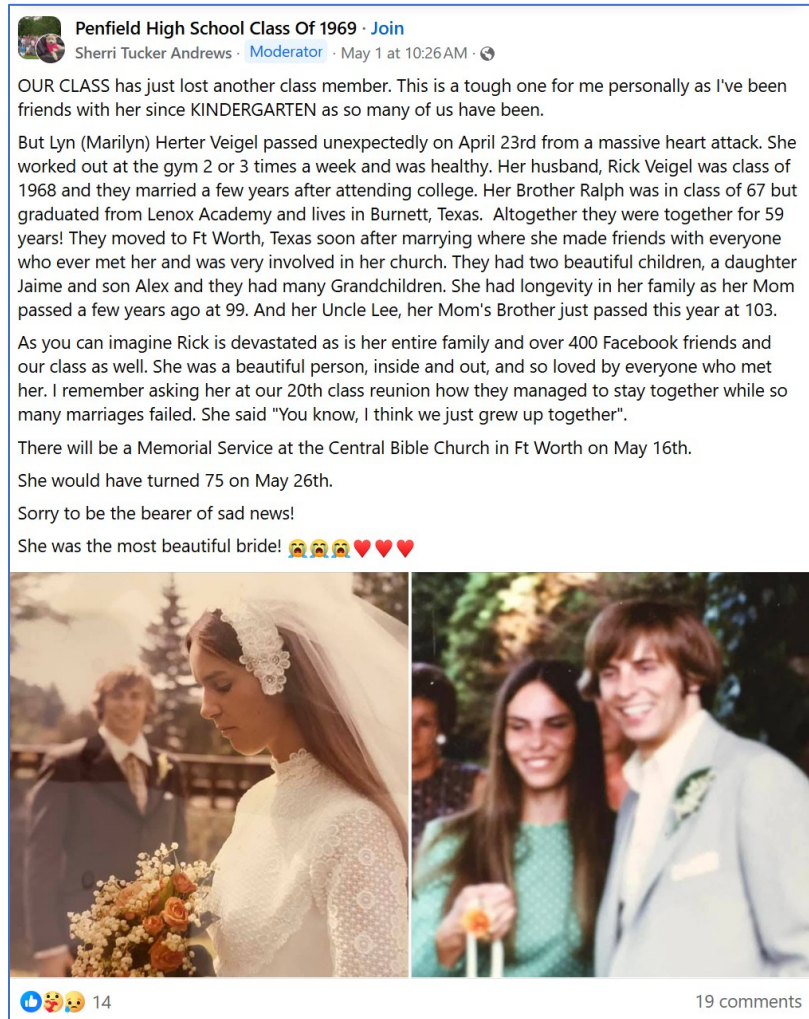 Penfield High School Class Of 1969 · Join
Sherri Tucker Andrews · Moderator · May 1 at 10:26 AM ·
OUR CLASS has just lost another class member. This is a tough one for me personally as I've been
friends with her since KINDERGARTEN as so many of us have been.
But Lyn (Marilyn) Herter Veigel passed unexpectedly on April 23rd from a massive heart attack. She
worked out at the gym 2 or 3 times a week and was healthy. Her husband, Rick Veigel was class of
1968 and they married a few years after attending college. Her Brother Ralph was in class of 67 but
graduated from Lenox Academy and lives in Burnett, Texas.  Altogether they were together for 59
years! They moved to Ft Worth, Texas soon after marrying where she made friends with everyone
who ever met her and was very involved in her church. They had two beautiful children, a daughter
Jaime and son Alex and they had many Grandchildren. She had longevity in her family as her Mom
passed a few years ago at 99. And her Uncle Lee, her Mom's Brother just passed this year at 103.
As you can imagine Rick is devastated as is her entire family and over 400 Facebook friends and
our class as well. She was a beautiful person, inside and out, and so loved by everyone who met
her. I remember asking her at our 20th class reunion how they managed to stay together while so
many marriages failed. She said "You know, I think we just grew up together".
There will be a Memorial Service at the Central Bible Church in Ft Worth on May 16th.
She would have turned 75 on May 26th.
Sorry to be the bearer of sad news!
She was the most beautiful bride! 😭😭😭❤️❤️❤️
14
19 comments